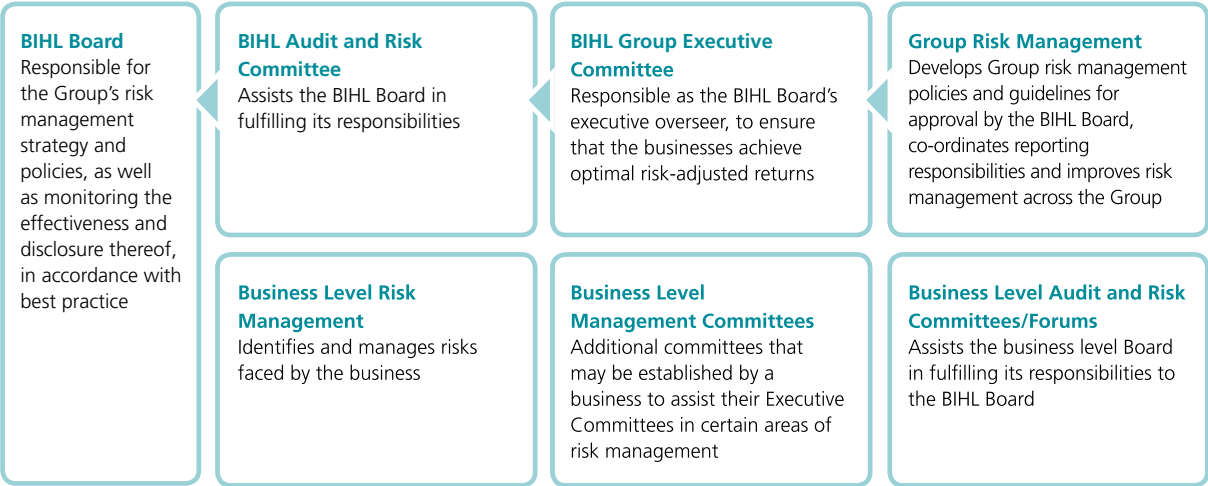 BIHL Board
Responsible for
the Group’s risk
management
strategy and
policies, as well
as monitoring the
effectiveness and
disclosure thereof,
in accordance with
best practice
BIHL Audit and Risk
Committee
Assists the BIHL Board in
fulfilling its responsibilities
BIHL Group Executive
Committee
Responsible as the BIHL Board’s
executive overseer, to ensure
that the businesses achieve
optimal risk-adjusted returns
Group Risk Management
Develops Group risk management
policies and guidelines for
approval by the BIHL Board,
co-ordinates reporting
responsibilities and improves risk
management across the Group
Business Level Risk
Management
Identifies and manages risks
faced by the business
Business Level
Management Committees
Additional committees that
may be established by a
business to assist their Executive
Committees in certain areas of
risk management
Business Level Audit and Risk
Committees/Forums
Assists the business level Board
in fulfilling its responsibilities to
the BIHL Board